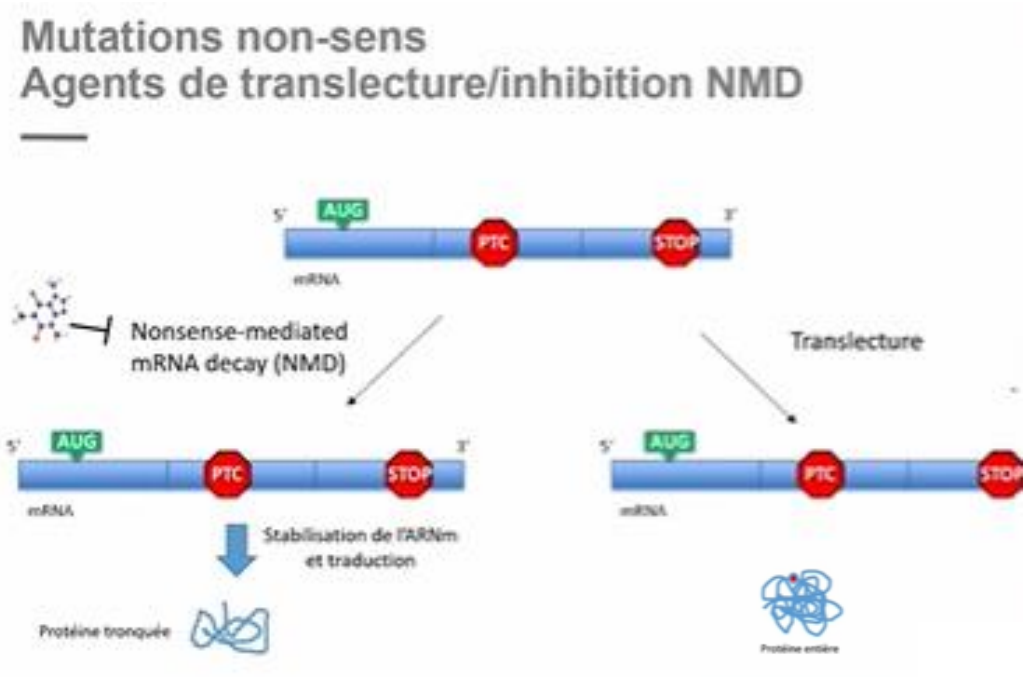 Mutations non-sens
Agents de translecture/inhibition NMD
5'
AUG
PTC
STOP
3'
mRNA
Nonsense-mediated
mRNA decay (NMD)
Translecture
5'
AUG
PTC
STOP
3'
mRNA
5'
AUG
PTC
STOP
mRNA
Stabilisation de l'ARNm
et traduction
Protéine tronquée
Protéine entière